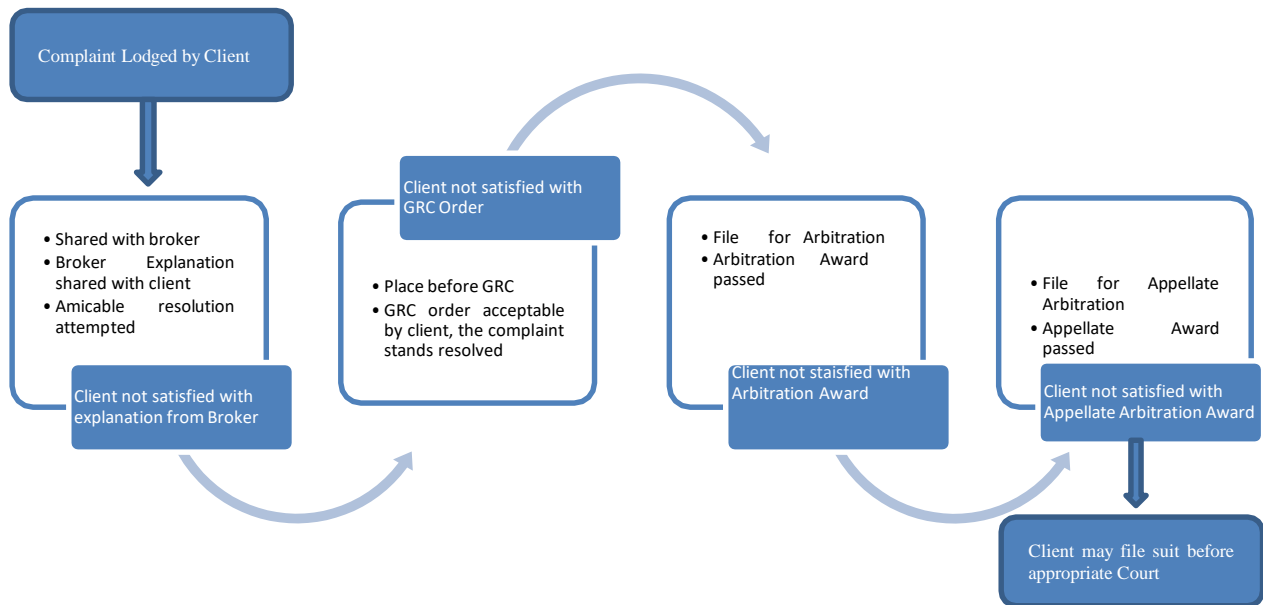 Complaint Lodged by Client
• Shared with broker
• Broker Explanation
shared with client
• Amicable resolution
attempted
Client not satisfied with
explanation from Broker
Client not satisfied with
GRC Order
• Place before GRC
• GRC order acceptable
by client, the complaint
stands resolved
• File for Arbitration
• Arbitration Award
passed
Client not staisfied with
Arbitration Award
• File for Appellate
Arbitration
• Appellate Award
passed
Client not satisfied with
Appellate Arbitration Award
Client may file suit before
appropriate Court